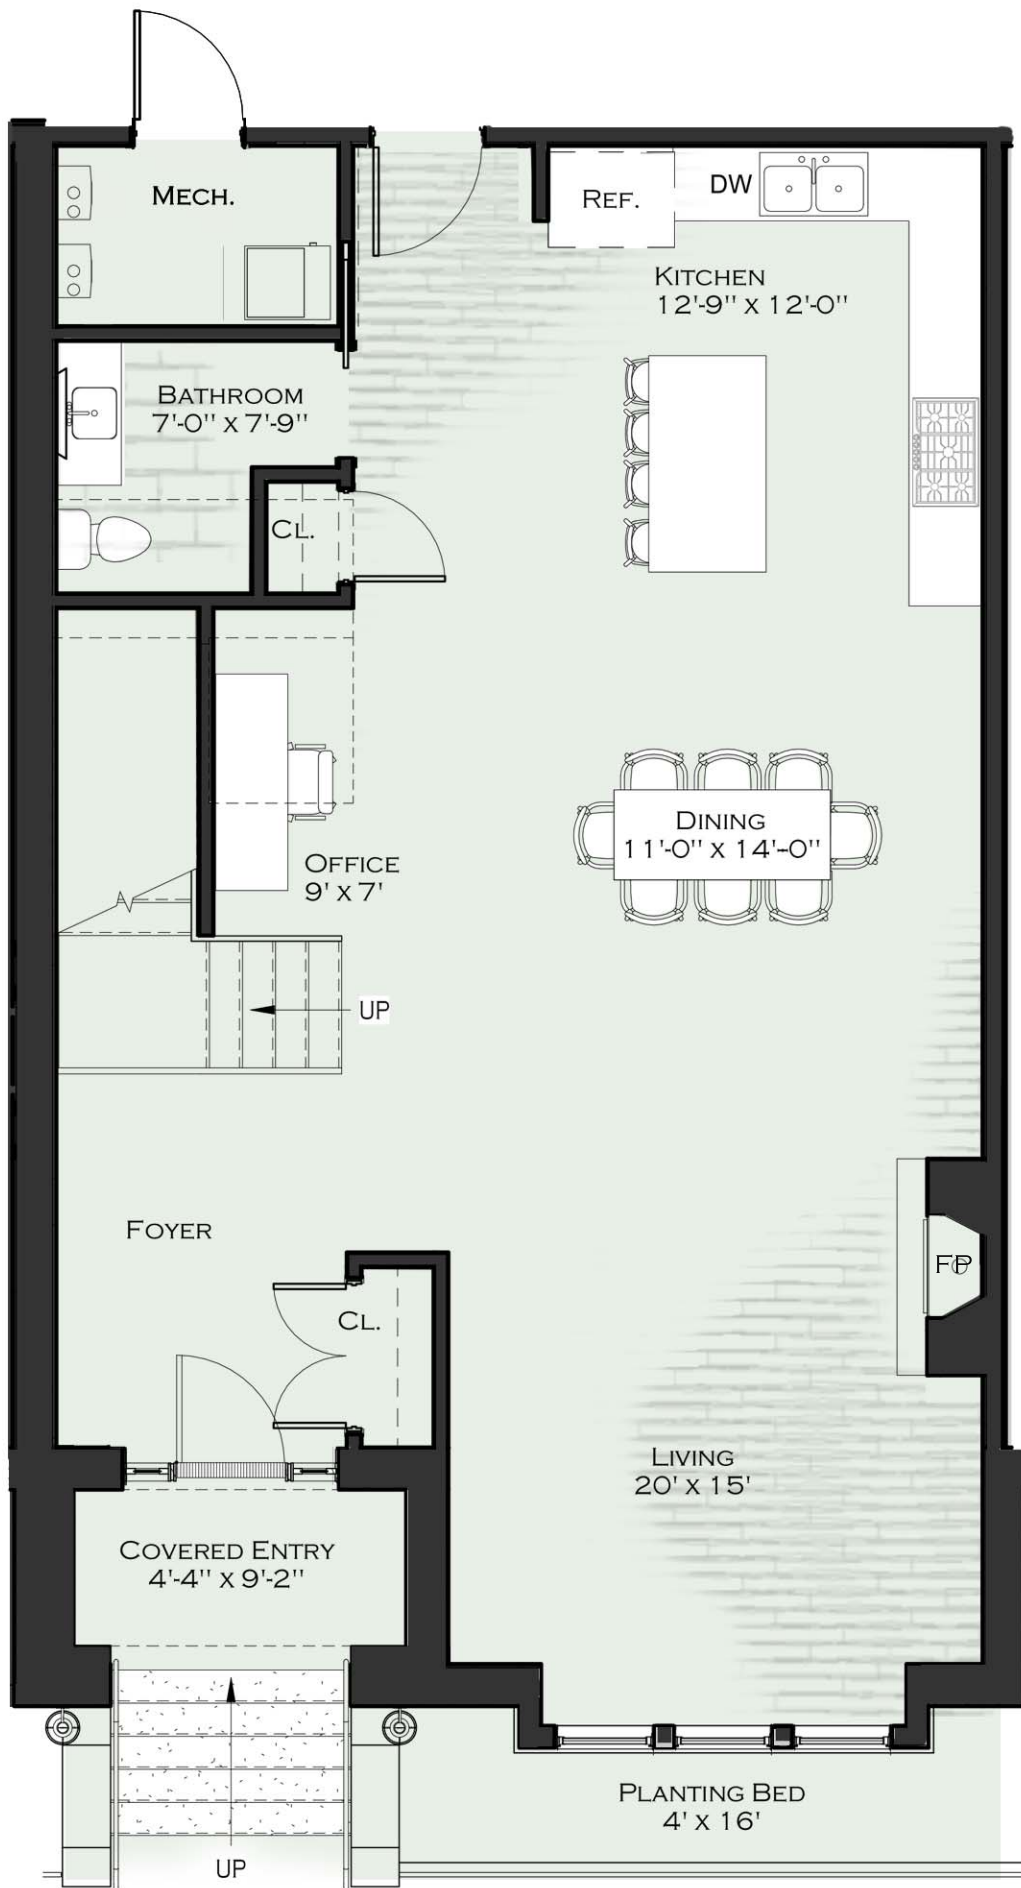 MECH.
REF.
DW
KITCHEN
12'-9" X 12'-0"
BATHROOM
7'-0" X 7'-9"
CL.
DINING
11'-0" X 14'-0"
OFFICE
9' X 7'
UP
FOYER
FP
CL.
LIVING
20' X 15'
COVERED ENTRY
4'-4" X 9'-2"
PLANTING BED
4' X 16'
UP